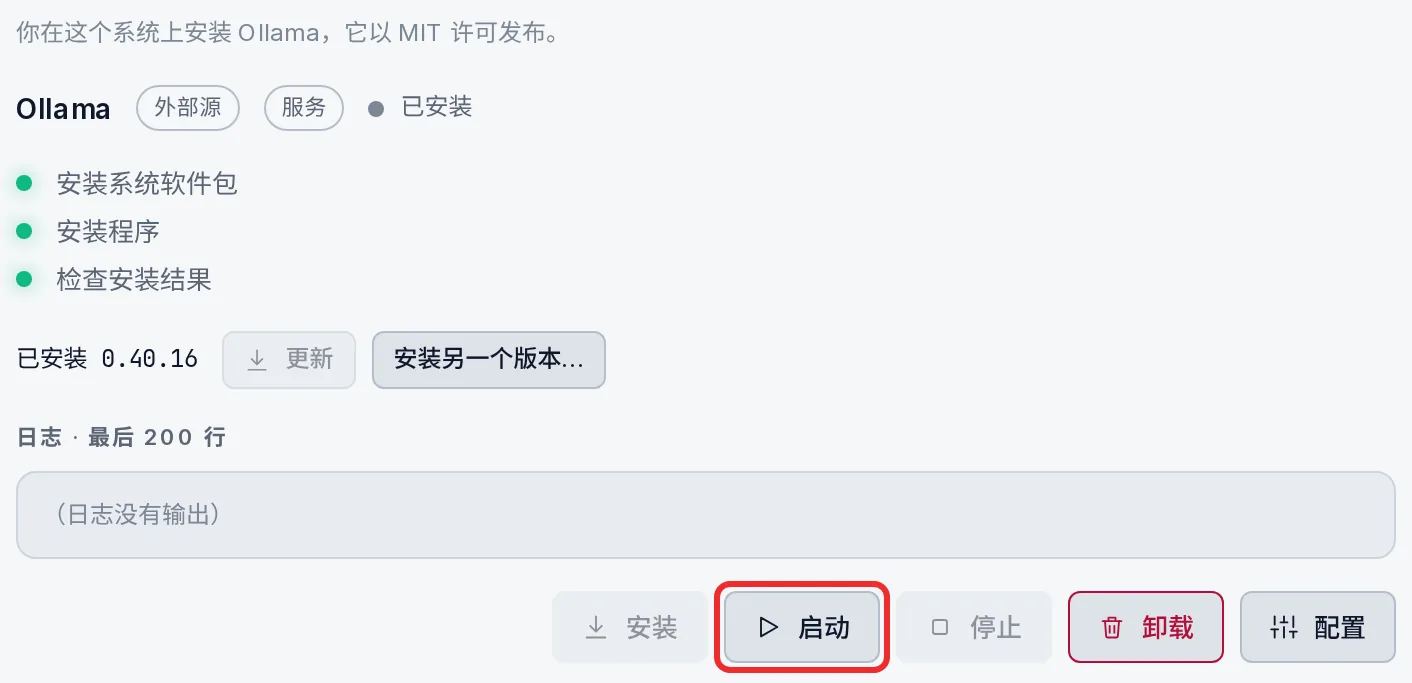 你在这个系统上安装 Ollama，它以 MIT 许可发布。
Ollama 外部源 服务 已安装
安装系统软件包
安装程序
检查安装结果
已安装 0.40.16 更新 安装另一个版本…
日志 · 最后 200 行
（日志没有输出）
安装 启动 停止 卸载 配置